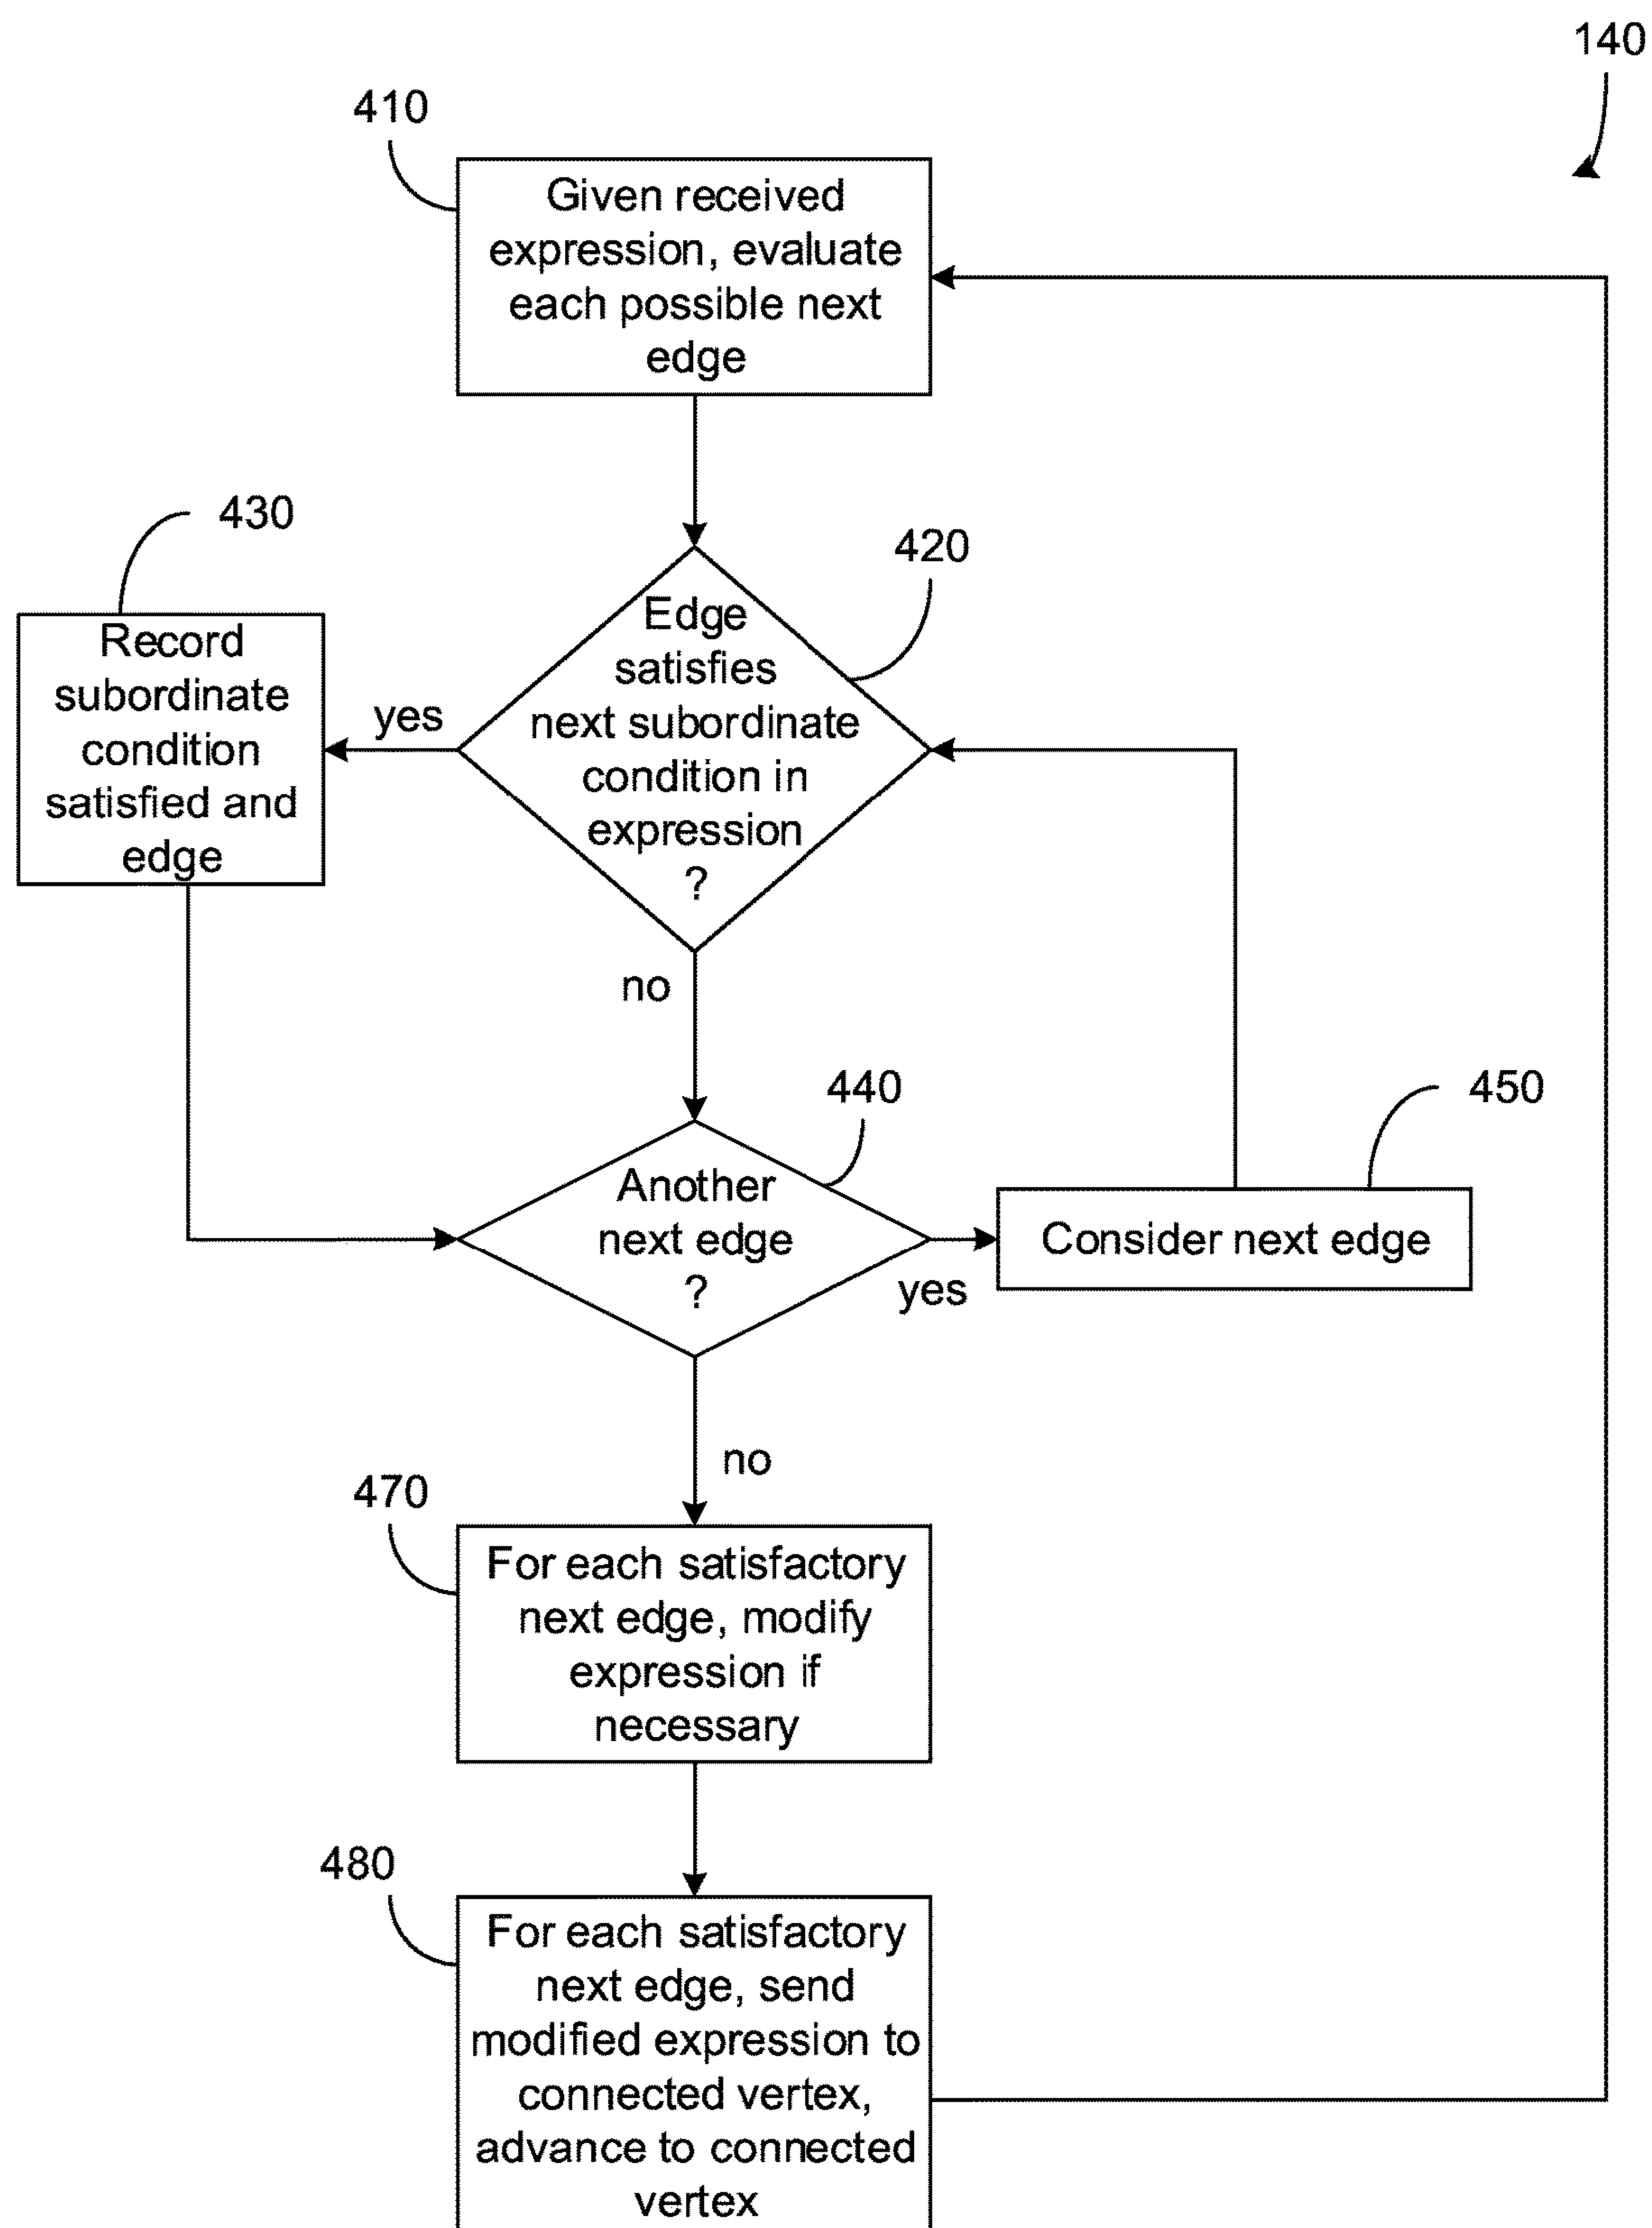 140
410
Given received
expression, evaluate
each possible next
edge
430
420
Record
subordinate
condition
satisfied and
edge
yes
Edge
satisfies
next subordinate
condition in
expression
?
no
440
450
Another
next edge
?
yes
Consider next edge
no
470
For each satisfactory
next edge, modify
expression if
necessary
480
For each satisfactory
next edge, send
modified expression to
connected vertex,
advance to connected
vertex